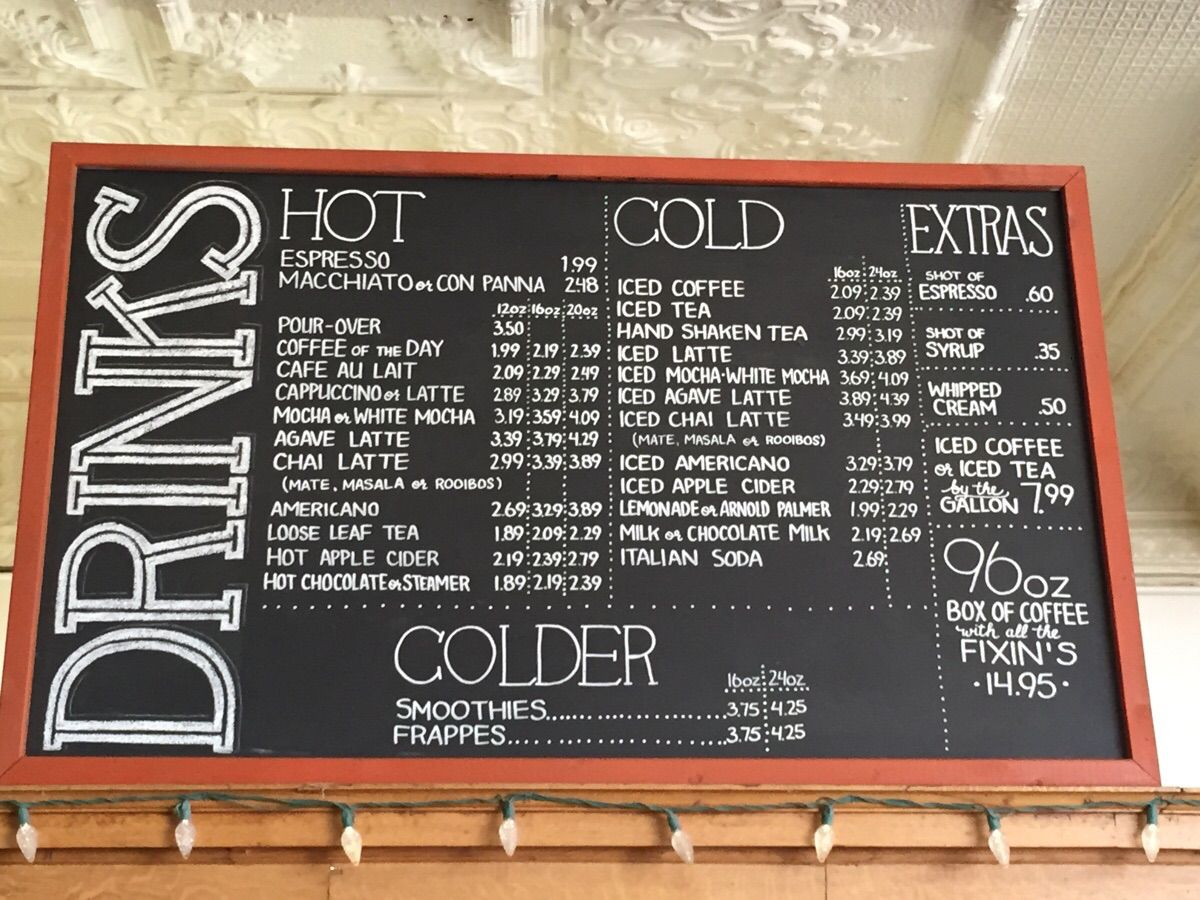 DRINKS
HOT
ESPRESSO 1.99
MACCHIATO or CON PANNA 2.48
12oz 16oz 20oz
POUR-OVER 3.50
COFFEE OF THE DAY 1.99 2.19 2.39
CAFE AU LAIT 2.09 2.29 2.49
CAPPUCCINO or LATTE 2.89 3.29 3.79
MOCHA or WHITE MOCHA 3.19 3.59 4.09
AGAVE LATTE 3.39 3.79 4.29
CHAI LATTE 2.99 3.39 3.89
(MATE, MASALA or ROOIBOS)
AMERICANO 2.69 3.29 3.89
LOOSE LEAF TEA 1.89 2.09 2.29
HOT APPLE CIDER 2.19 2.39 2.79
HOT CHOCOLATE or STEAMER 1.89 2.19 2.39
COLD
16oz 24oz
ICED COFFEE 2.09 2.39
ICED TEA 2.09 2.39
HAND SHAKEN TEA 2.99 3.19
ICED LATTE 3.39 3.89
ICED MOCHA·WHITE MOCHA 3.69 4.09
ICED AGAVE LATTE 3.89 4.39
ICED CHAI LATTE 3.49 3.99
(MATE, MASALA or ROOIBOS)
ICED AMERICANO 3.29 3.79
ICED APPLE CIDER 2.29 2.79
LEMONADE or ARNOLD PALMER 1.99 2.29
MILK or CHOCOLATE MILK 2.19 2.69
ITALIAN SODA 2.69
EXTRAS
SHOT OF
ESPRESSO .60
SHOT OF
SYRUP .35
WHIPPED
CREAM .50
ICED COFFEE
or ICED TEA
by the
GALLON 7.99
96oz
BOX OF COFFEE
with all the
FIXIN'S
·14.95·
COLDER
16oz 24oz
SMOOTHIES.......................3.75 4.25
FRAPPES..........................3.75 4.25